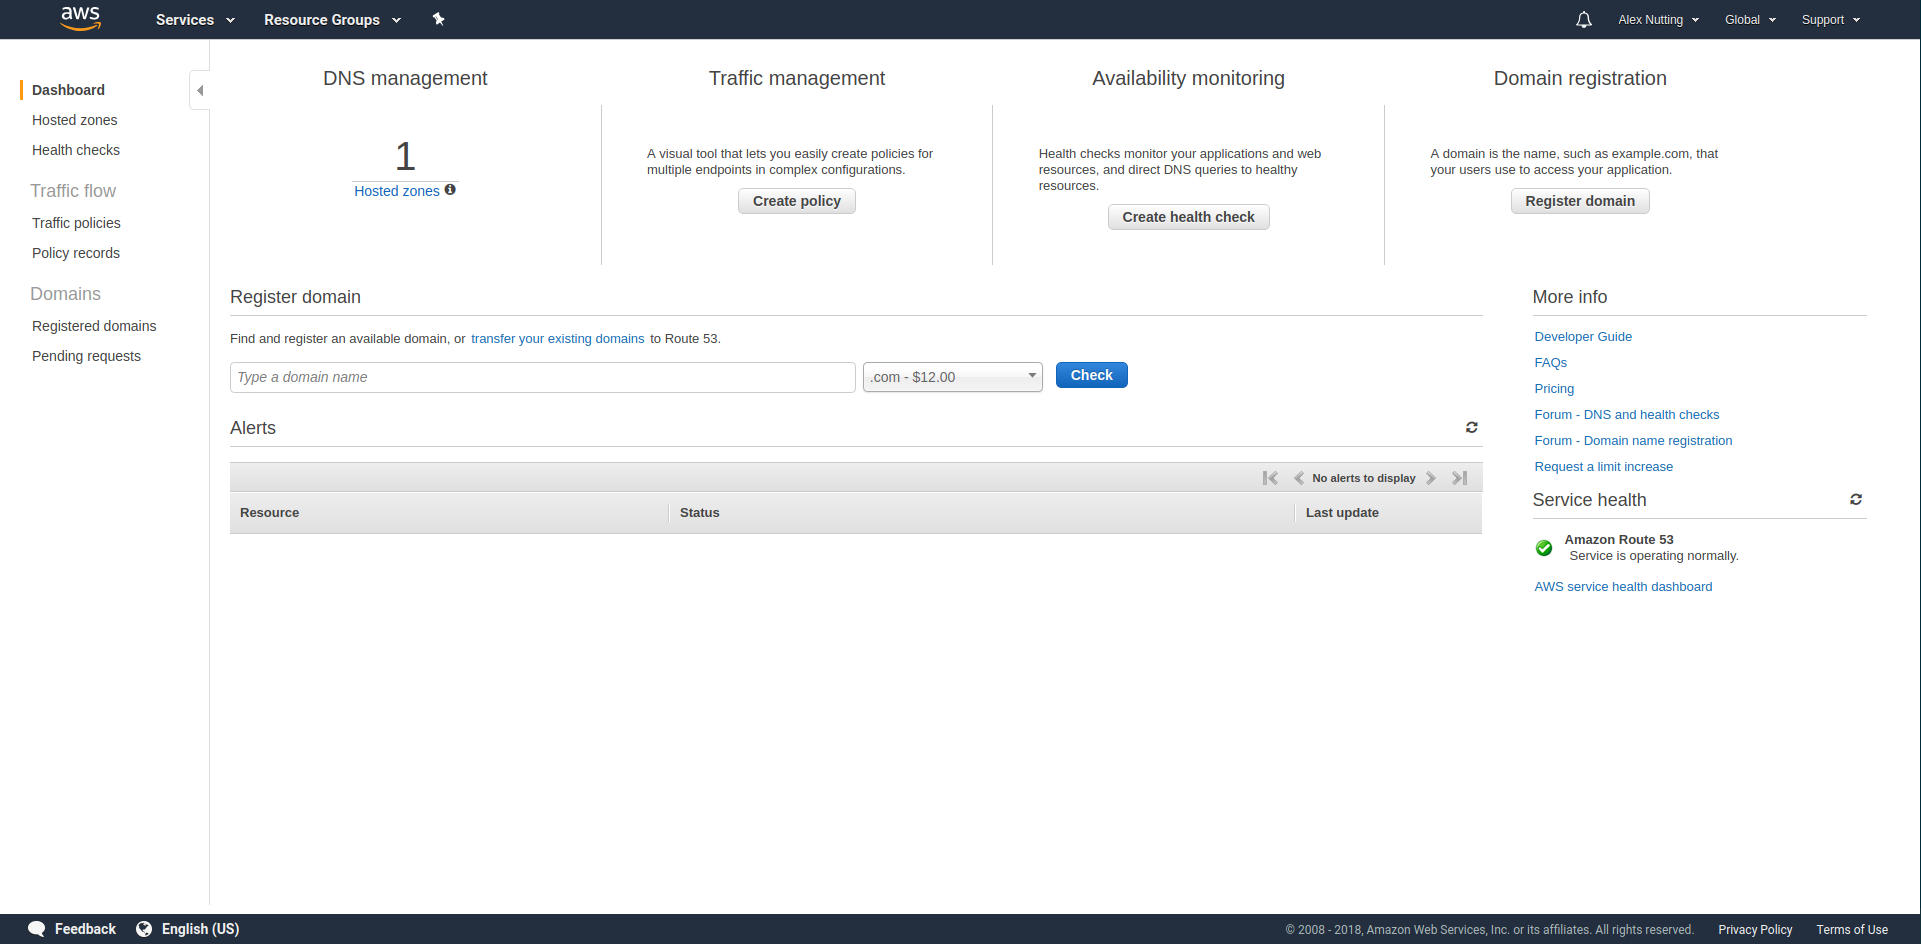 aws
Services
Resource Groups
Alex Nutting
Global
Support
Dashboard
Hosted zones
Health checks
Traffic flow
Traffic policies
Policy records
Domains
Registered domains
Pending requests
DNS management
1
Hosted zones
Traffic management
A visual tool that lets you easily create policies for
multiple endpoints in complex configurations.
Create policy
Availability monitoring
Health checks monitor your applications and web
resources, and direct DNS queries to healthy
resources.
Create health check
Domain registration
A domain is the name, such as example.com, that
your users use to access your application.
Register domain
Register domain
Find and register an available domain, or transfer your existing domains to Route 53.
Type a domain name
.com - $12.00
Check
Alerts
No alerts to display
Resource
Status
Last update
More info
Developer Guide
FAQs
Pricing
Forum - DNS and health checks
Forum - Domain name registration
Request a limit increase
Service health
Amazon Route 53
Service is operating normally.
AWS service health dashboard
Feedback
English (US)
© 2008 - 2018, Amazon Web Services, Inc. or its affiliates. All rights reserved.
Privacy Policy
Terms of Use